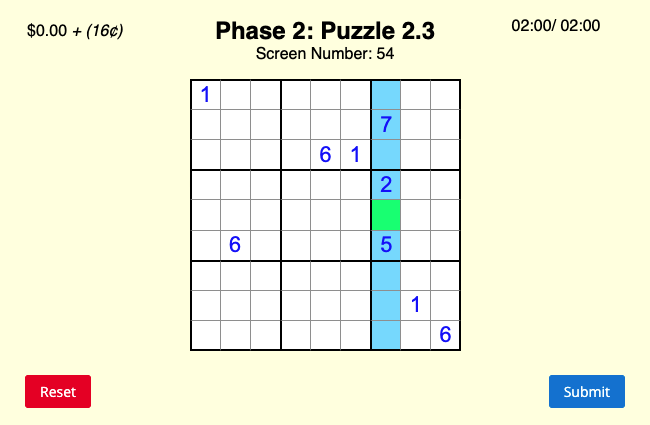 $0.00 + (16¢)
Phase 2: Puzzle 2.3
02:00/ 02:00
Screen Number: 54
1
7
6 1
2
6 5
1
6
Reset
Submit